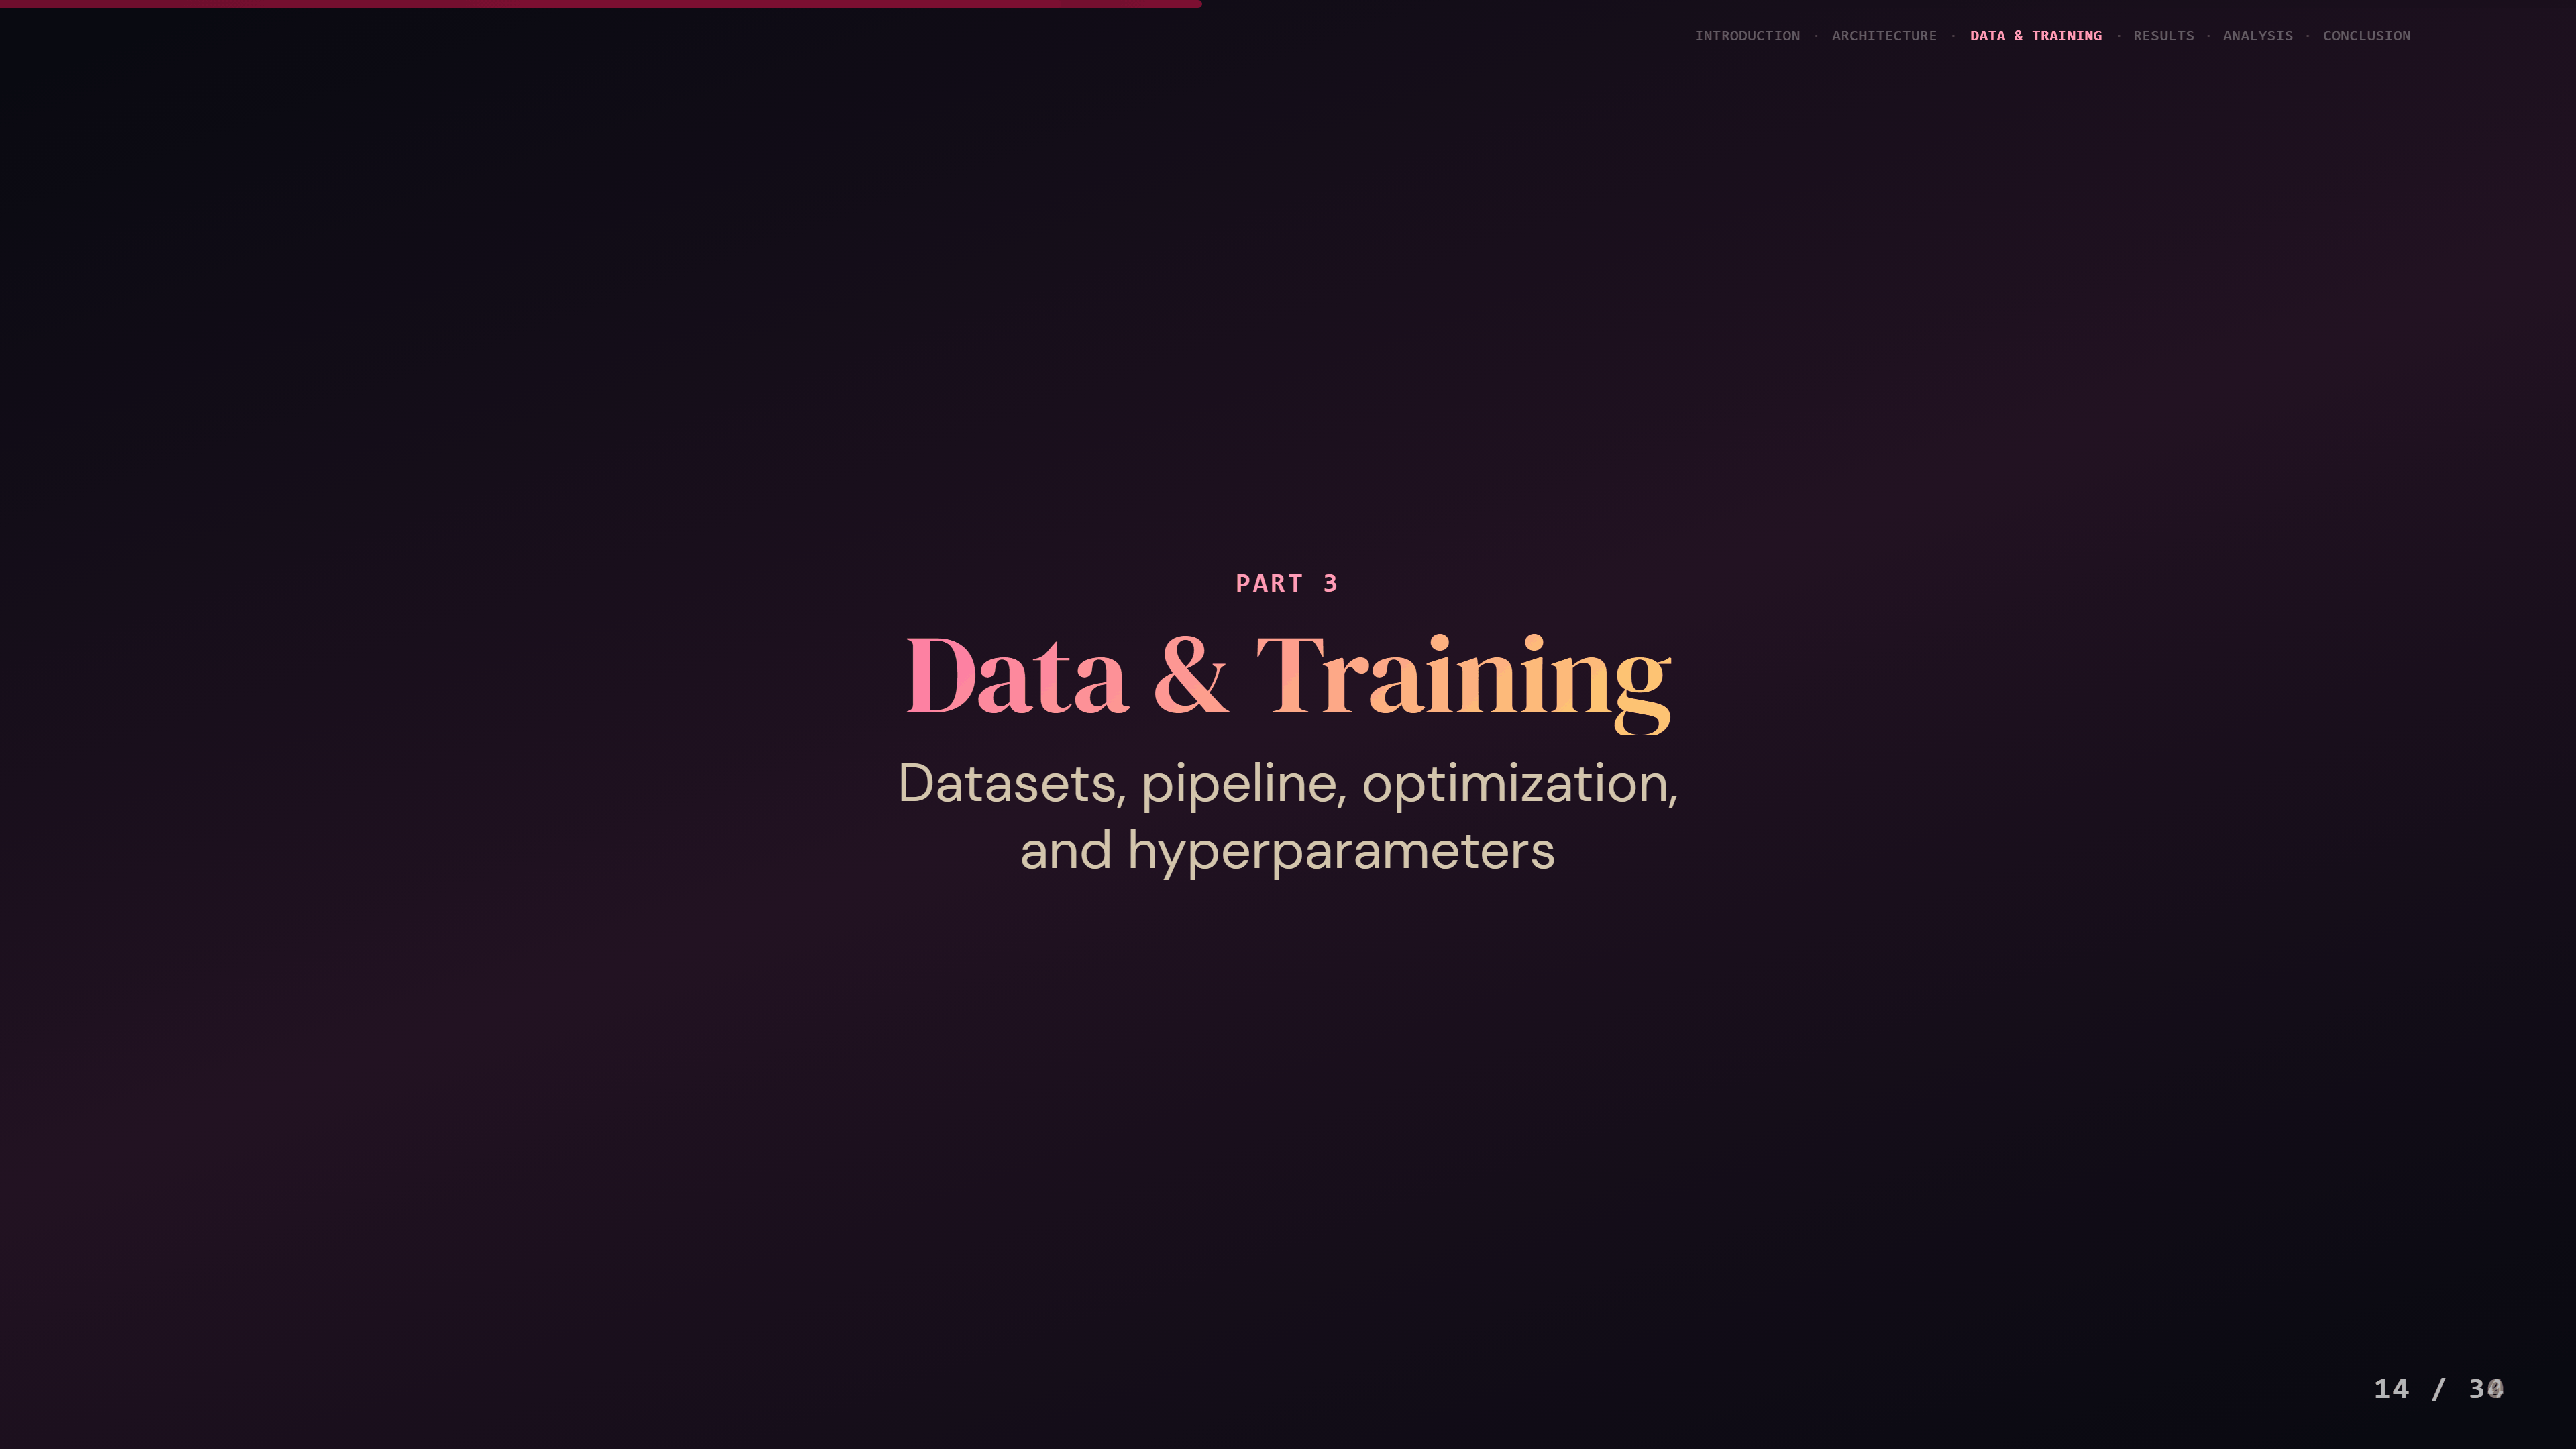 INTRODUCTION · ARCHITECTURE · DATA & TRAINING · RESULTS · ANALYSIS · CONCLUSION
PART 3
Data & Training
Datasets, pipeline, optimization,
and hyperparameters
14 /